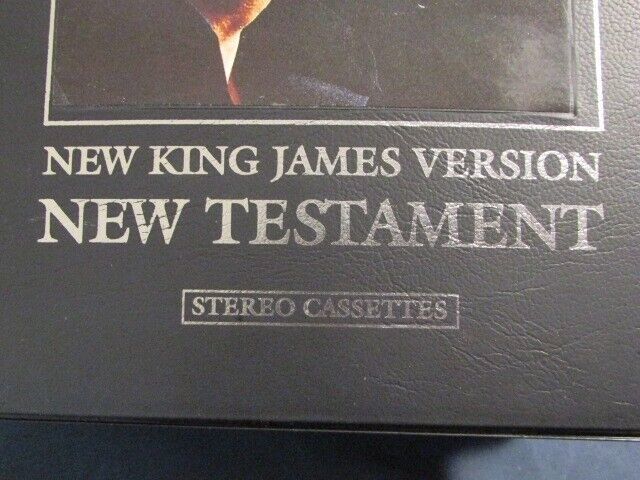 NEW KING JAMES VERSION
NEW TESTAMENT
STEREO CASSETTES